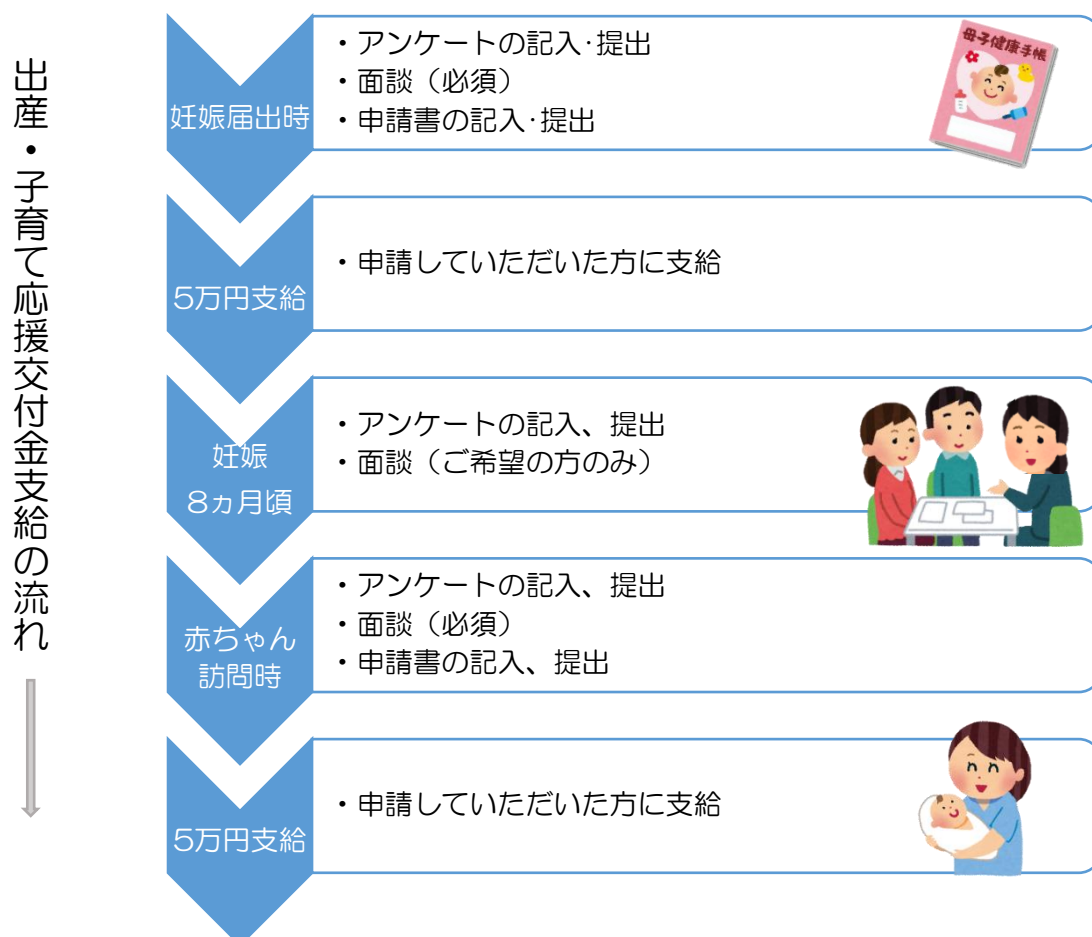 出産・子育て応援交付金支給の流れ
妊娠届出時
・アンケートの記入･提出
・面談（必須）
・申請書の記入･提出
母子健康手帳
5万円支給
・申請していただいた方に支給
妊娠
8ヵ月頃
・アンケートの記入、提出
・面談（ご希望の方のみ）
赤ちゃん
訪問時
・アンケートの記入、提出
・面談（必須）
・申請書の記入、提出
5万円支給
・申請していただいた方に支給